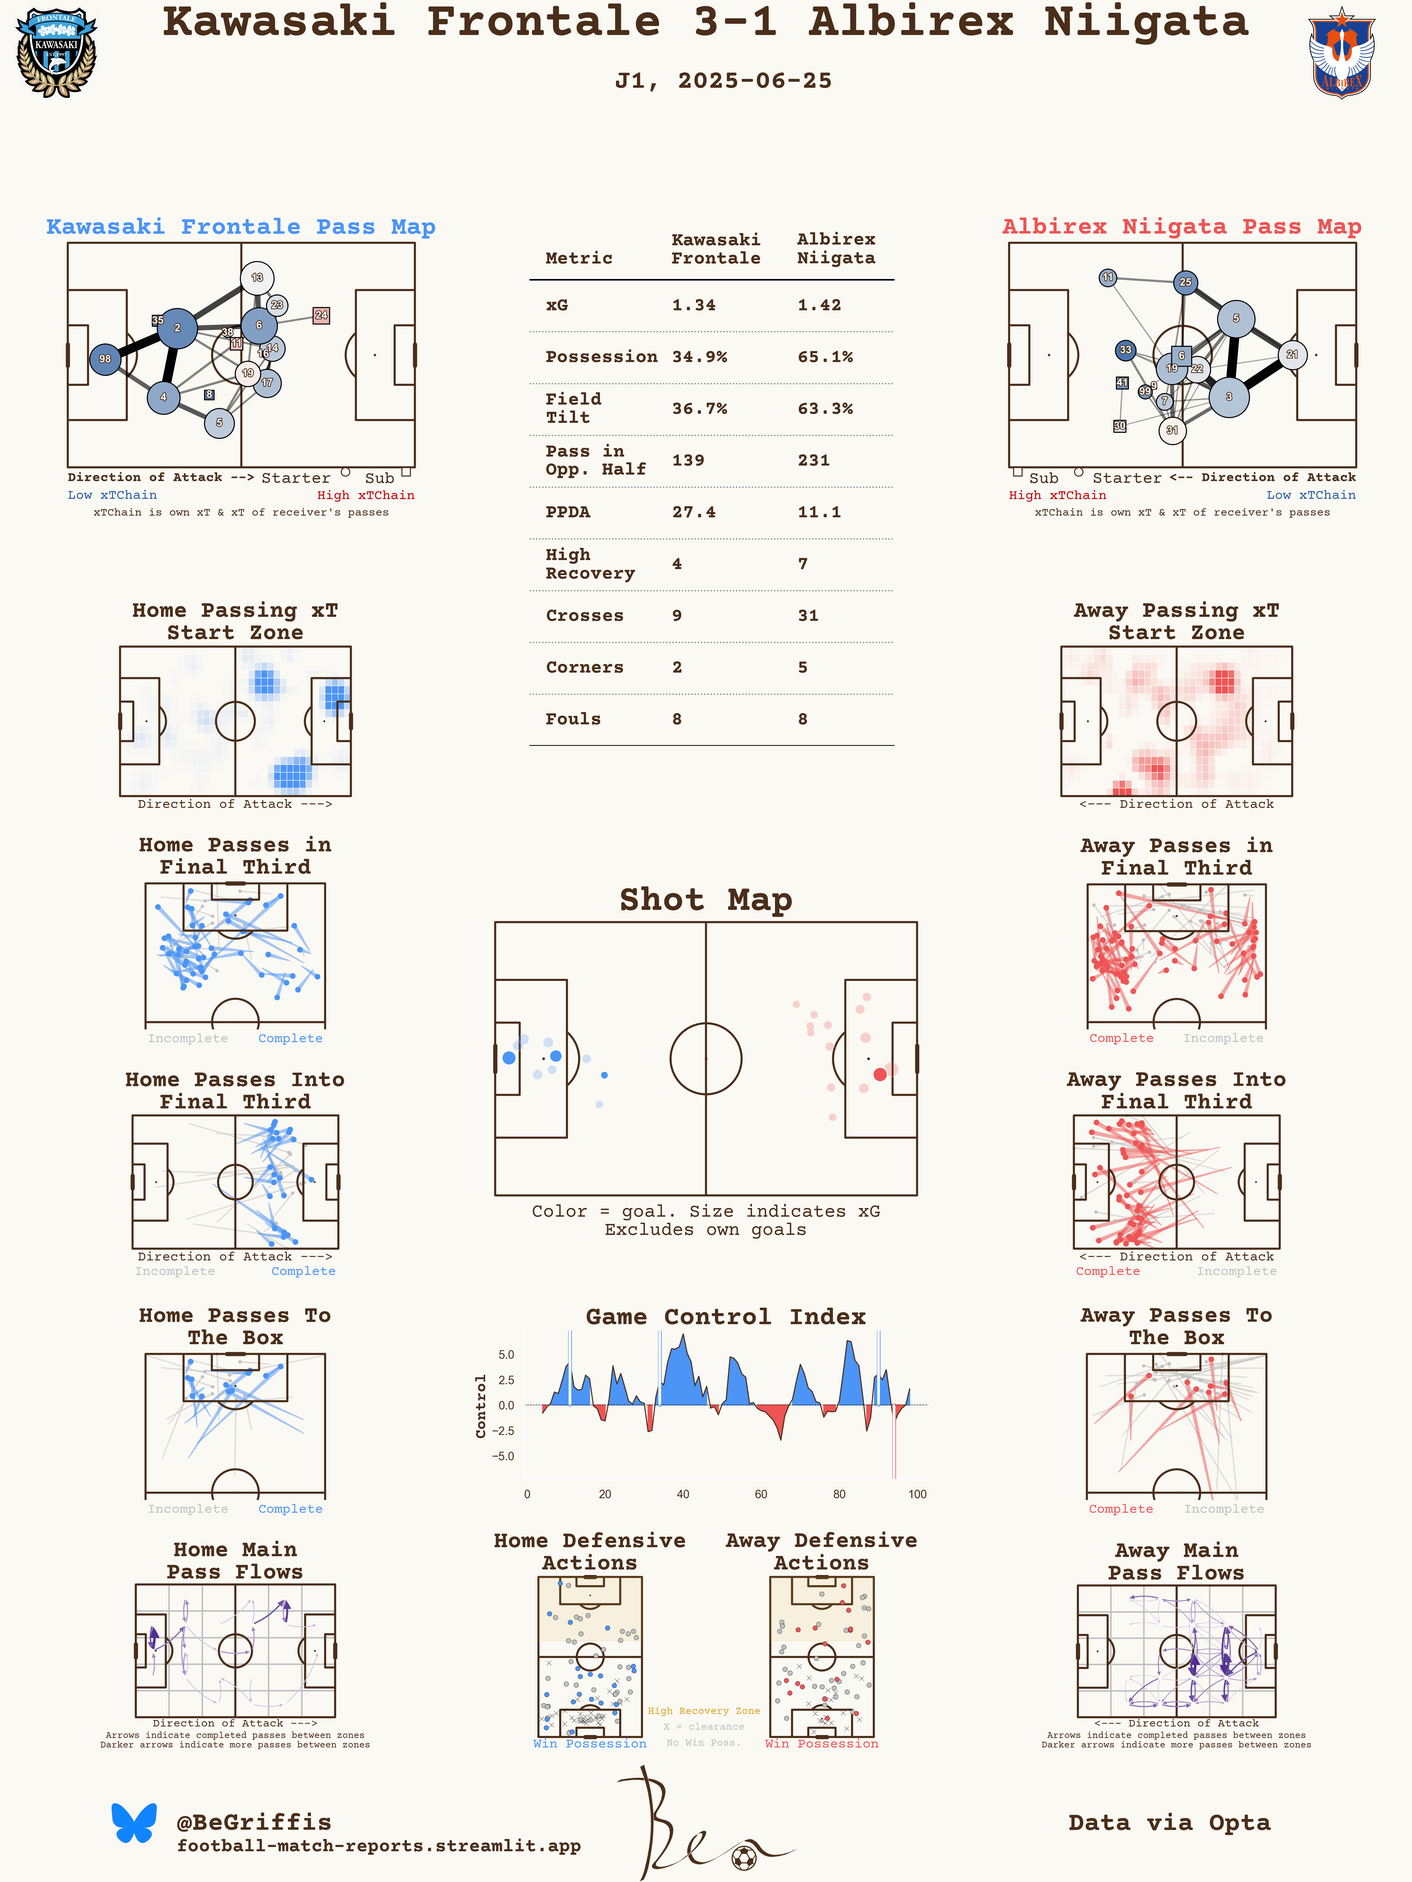 Kawasaki Frontale 3-1 Albirex Niigata
J1, 2025-06-25
FRONTALE
KAWASAKI
ALBIREX
Kawasaki Frontale Pass Map
13
23
24
35
2
6
38
11
14
16
98
19
17
4
8
5
Direction of Attack --> Starter Sub
Low xTChain High xTChain
xTChain is own xT & xT of receiver's passes
Metric Kawasaki Frontale Albirex Niigata
xG 1.34 1.42
Possession 34.9% 65.1%
Field Tilt 36.7% 63.3%
Pass in Opp. Half 139 231
PPDA 27.4 11.1
High Recovery 4 7
Crosses 9 31
Corners 2 5
Fouls 8 8
Albirex Niigata Pass Map
11
25
5
33
6
21
19
22
41
9
99
7
3
30
31
Sub Starter <-- Direction of Attack
High xTChain Low xTChain
xTChain is own xT & xT of receiver's passes
Home Passing xT
Start Zone
Direction of Attack --->
Away Passing xT
Start Zone
<--- Direction of Attack
Home Passes in
Final Third
Incomplete Complete
Away Passes in
Final Third
Complete Incomplete
Shot Map
Color = goal. Size indicates xG
Excludes own goals
Home Passes Into
Final Third
Direction of Attack --->
Incomplete Complete
Away Passes Into
Final Third
<--- Direction of Attack
Complete Incomplete
Home Passes To
The Box
Incomplete Complete
Game Control Index
Control
5.0
2.5
0.0
−2.5
−5.0
0 20 40 60 80 100
Away Passes To
The Box
Complete Incomplete
Home Main
Pass Flows
Direction of Attack --->
Arrows indicate completed passes between zones
Darker arrows indicate more passes between zones
Home Defensive
Actions
Win Possession
High Recovery Zone
X = clearance
No Win Poss.
Away Defensive
Actions
Win Possession
Away Main
Pass Flows
<--- Direction of Attack
Arrows indicate completed passes between zones
Darker arrows indicate more passes between zones
@BeGriffis
football-match-reports.streamlit.app
Ben
Data via Opta